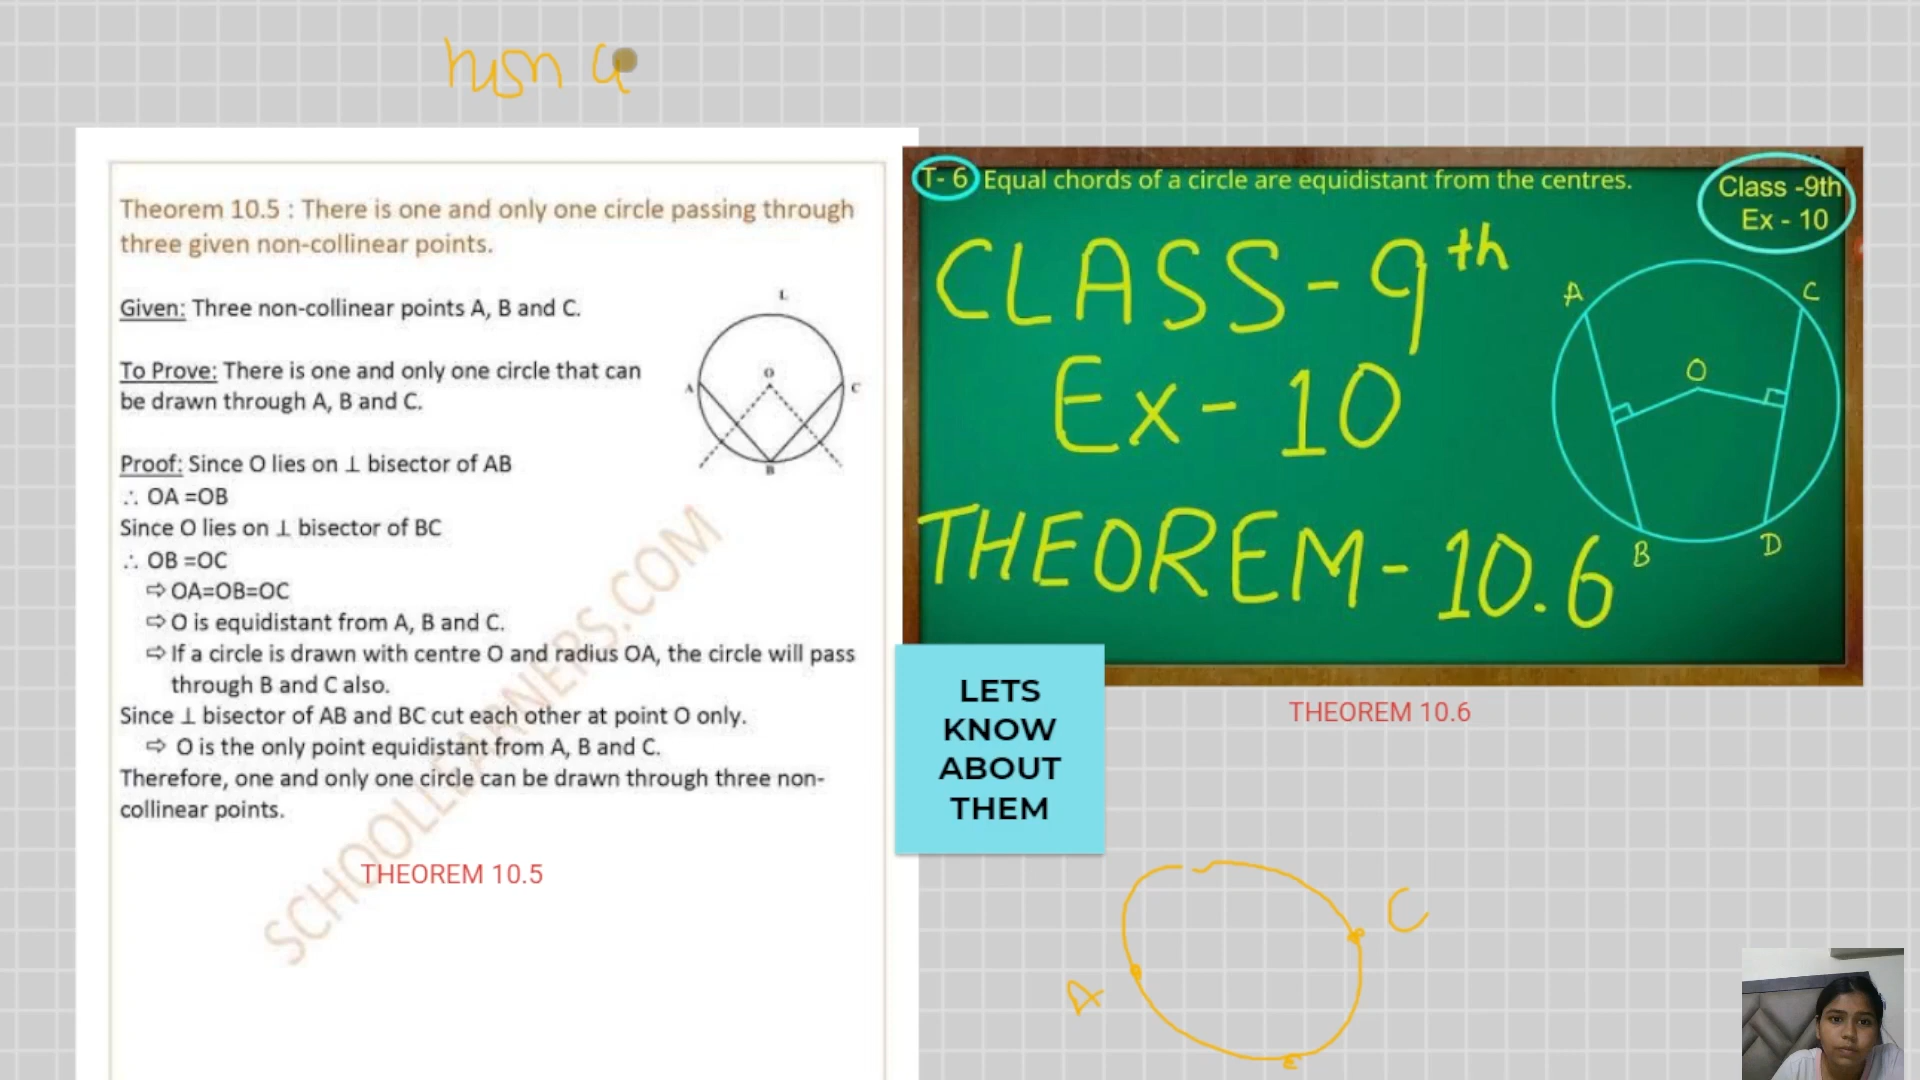 Theorem 10.5 : There is one and only one circle passing through
three given non-collinear points.
Given: Three non-collinear points A, B and C.
To Prove: There is one and only one circle that can
be drawn through A, B and C.
Proof: Since O lies on ⊥ bisector of AB
∴ OA =OB
Since O lies on ⊥ bisector of BC
∴ OB =OC
⇨ OA=OB=OC
⇨ O is equidistant from A, B and C.
⇨ If a circle is drawn with centre O and radius OA, the circle will pass
through B and C also.
Since ⊥ bisector of AB and BC cut each other at point O only.
⇨ O is the only point equidistant from A, B and C.
Therefore, one and only one circle can be drawn through three non-
collinear points.
L
O
A
C
B
SCHOOLLEARNERS.COM
THEOREM 10.5
T- 6 Equal chords of a circle are equidistant from the centres.
Class -9th
Ex - 10
CLASS-9th
Ex-10
THEOREM-10.6
A
C
O
B
D
LETS
KNOW
ABOUT
THEM
THEOREM 10.6
C
A